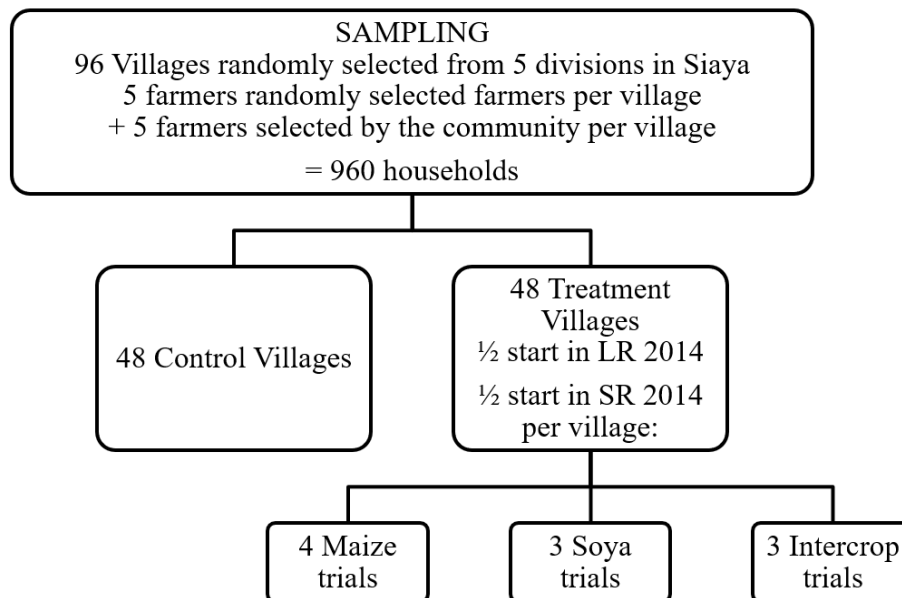 SAMPLING
96 Villages randomly selected from 5 divisions in Siaya
5 farmers randomly selected farmers per village
+ 5 farmers selected by the community per village
= 960 households
48 Control Villages
48 Treatment
Villages
½ start in LR 2014
½ start in SR 2014
per village:
4 Maize
trials
3 Soya
trials
3 Intercrop
trials